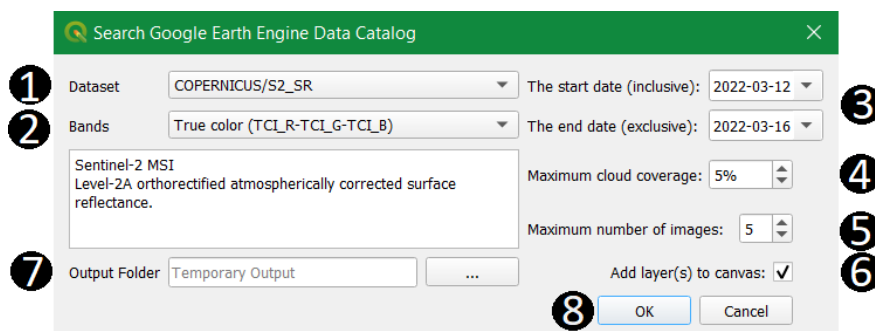 Search Google Earth Engine Data Catalog
1 Dataset COPERNICUS/S2_SR The start date (inclusive): 2022-03-12 3
2 Bands True color (TCI_R-TCI_G-TCI_B) The end date (exclusive): 2022-03-16
Sentinel-2 MSI
Level-2A orthorectified atmospherically corrected surface
reflectance.
Maximum cloud coverage: 5% 4
Maximum number of images: 5 5
7 Output Folder Temporary Output ... Add layer(s) to canvas: 6
8 OK Cancel